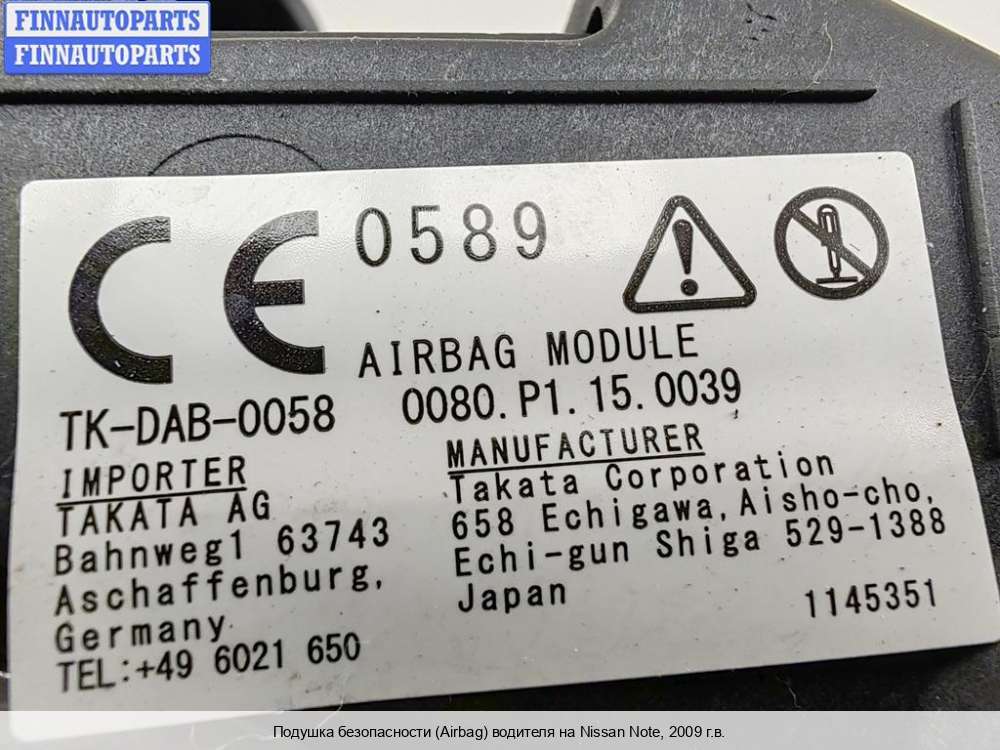 FINNAUTOPARTS
FINNAUTOPARTS
CE 0589
AIRBAG MODULE
TK-DAB-0058 0080.P1.15.0039
IMPORTER
TAKATA AG
Bahnweg1 63743
Aschaffenburg,
Germany
TEL:+49 6021 650
MANUFACTURER
Takata Corporation
658 Echigawa,Aisho-cho,
Echi-gun Shiga 529-1388
Japan
1145351
Подушка безопасности (Airbag) водителя на Nissan Note, 2009 г.в.